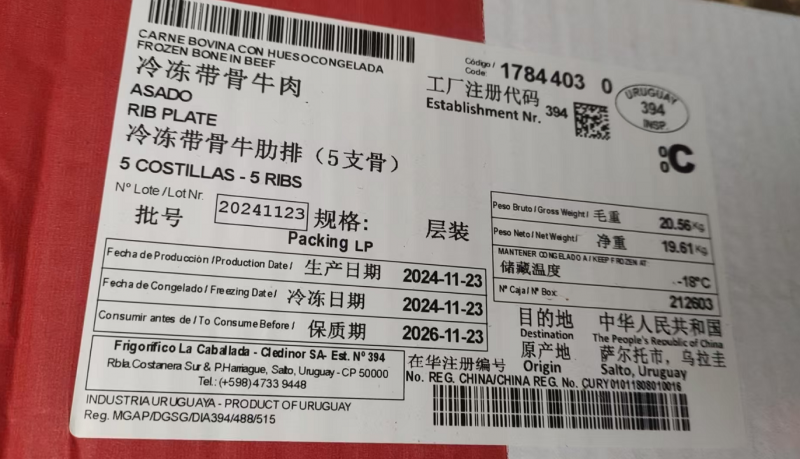 CARNE BOVINA CON HUESO CONGELADA
FROZEN BONE IN BEEF
冷冻带骨牛肉
ASADO
RIB PLATE
冷冻带骨牛肋排（5支骨）
5 COSTILLAS - 5 RIBS
Código /
Code: 1784403 0
工厂注册代码
Establishment Nr. 394
URUGUAY
394
INSP.
°C
Nº Lote / Lot Nr.
批号 20241123 规格: 层装
Packing LP
Fecha de Producción / Production Date / 生产日期 2024-11-23
Fecha de Congelado / Freezing Date / 冷冻日期 2024-11-23
Consumir antes de / To Consume Before / 保质期 2026-11-23
Peso Bruto / Gross Weight / 毛重 20.56 Kg
Peso Neto / Net Weight / 净重 19.61 Kg
MANTENER CONGELADO A / KEEP FROZEN AT:
储藏温度 -18°C
Nº Caja / Nº Box: 212603
目的地 中华人民共和国
Destination The People's Republic of China
原产地 萨尔托市，乌拉圭
Origin Salto, Uruguay
Frigorífico La Caballada - Cledinor SA- Est. Nº 394
Rbla Costanera Sur & P.Harriague, Salto, Uruguay - CP 50000
Tel.: (+598) 4733 9448
在华注册编号
No. REG. CHINA/CHINA REG. No. CURY01011808010016
INDUSTRIA URUGUAYA - PRODUCT OF URUGUAY
Reg. MGAP/DGSG/DIA394/488/515